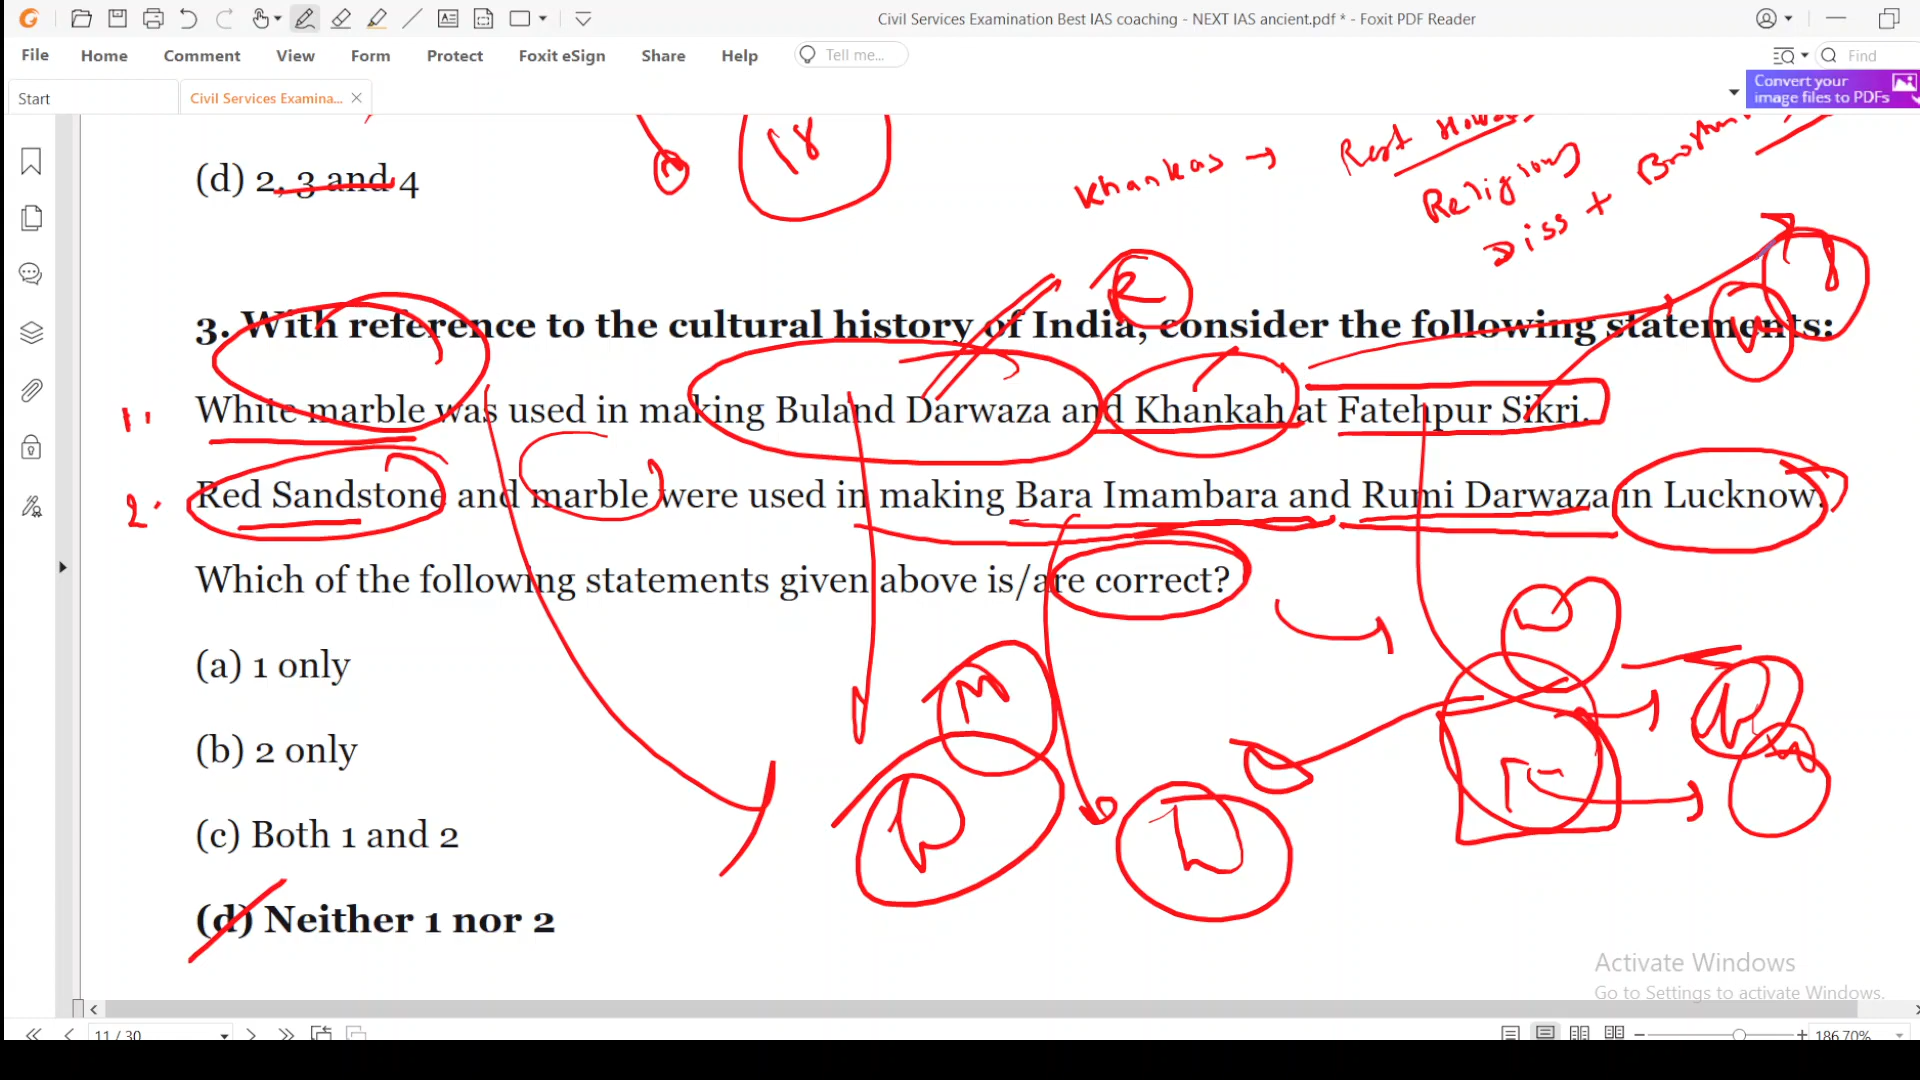 Civil Services Examination Best IAS coaching - NEXT IAS ancient.pdf * - Foxit PDF Reader
File Home Comment View Form Protect Foxit eSign Share Help Tell me... Find
Start Civil Services Examina... Convert your
image files to PDFs
18
Khankas → Rest
Religious
Diss +
(d) 2, 3 and 4
3. With reference to the cultural history of India, consider the following statements:
1. White marble was used in making Buland Darwaza and Khankah at Fatehpur Sikri.
2. Red Sandstone and marble were used in making Bara Imambara and Rumi Darwaza in Lucknow.
Which of the following statements given above is/are correct?
(a) 1 only
(b) 2 only
(c) Both 1 and 2
(d) Neither 1 nor 2
Activate Windows
Go to Settings to activate Windows.
11 / 30 186.70%